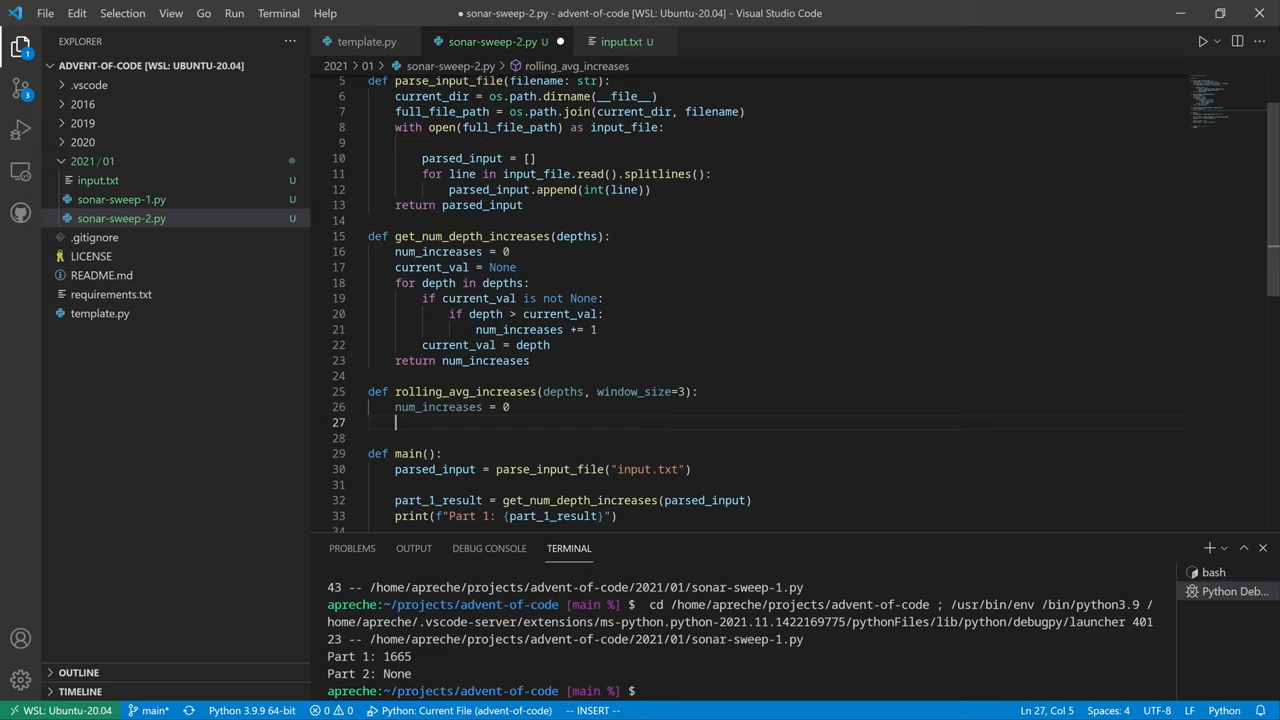 File Edit Selection View Go Run Terminal Help
● sonar-sweep-2.py - advent-of-code [WSL: Ubuntu-20.04] - Visual Studio Code
EXPLORER
ADVENT-OF-CODE [WSL: UBUNTU-20.04]
.vscode
2016
2019
2020
2021/01
input.txt U
sonar-sweep-1.py U
sonar-sweep-2.py U
.gitignore
LICENSE
README.md
requirements.txt
template.py
OUTLINE
TIMELINE
1
3
template.py sonar-sweep-2.py U ● input.txt U
2021 > 01 > sonar-sweep-2.py > rolling_avg_increases
5 def parse_input_file(filename: str):
6 current_dir = os.path.dirname(__file__)
7 full_file_path = os.path.join(current_dir, filename)
8 with open(full_file_path) as input_file:
9
10 parsed_input = []
11 for line in input_file.read().splitlines():
12 parsed_input.append(int(line))
13 return parsed_input
14
15 def get_num_depth_increases(depths):
16 num_increases = 0
17 current_val = None
18 for depth in depths:
19 if current_val is not None:
20 if depth > current_val:
21 num_increases += 1
22 current_val = depth
23 return num_increases
24
25 def rolling_avg_increases(depths, window_size=3):
26 num_increases = 0
27
28
29 def main():
30 parsed_input = parse_input_file("input.txt")
31
32 part_1_result = get_num_depth_increases(parsed_input)
33 print(f"Part 1: {part_1_result}")
34
PROBLEMS OUTPUT DEBUG CONSOLE TERMINAL
43 -- /home/apreche/projects/advent-of-code/2021/01/sonar-sweep-1.py
apreche:~/projects/advent-of-code [main %] $ cd /home/apreche/projects/advent-of-code ; /usr/bin/env /bin/python3.9 /
home/apreche/.vscode-server/extensions/ms-python.python-2021.11.1422169775/pythonFiles/lib/python/debugpy/launcher 401
23 -- /home/apreche/projects/advent-of-code/2021/01/sonar-sweep-1.py
Part 1: 1665
Part 2: None
apreche:~/projects/advent-of-code [main %] $
bash
Python Deb...
WSL: Ubuntu-20.04 main* Python 3.9.9 64-bit 0 0 Python: Current File (advent-of-code) -- INSERT -- Ln 27, Col 5 Spaces: 4 UTF-8 LF Python